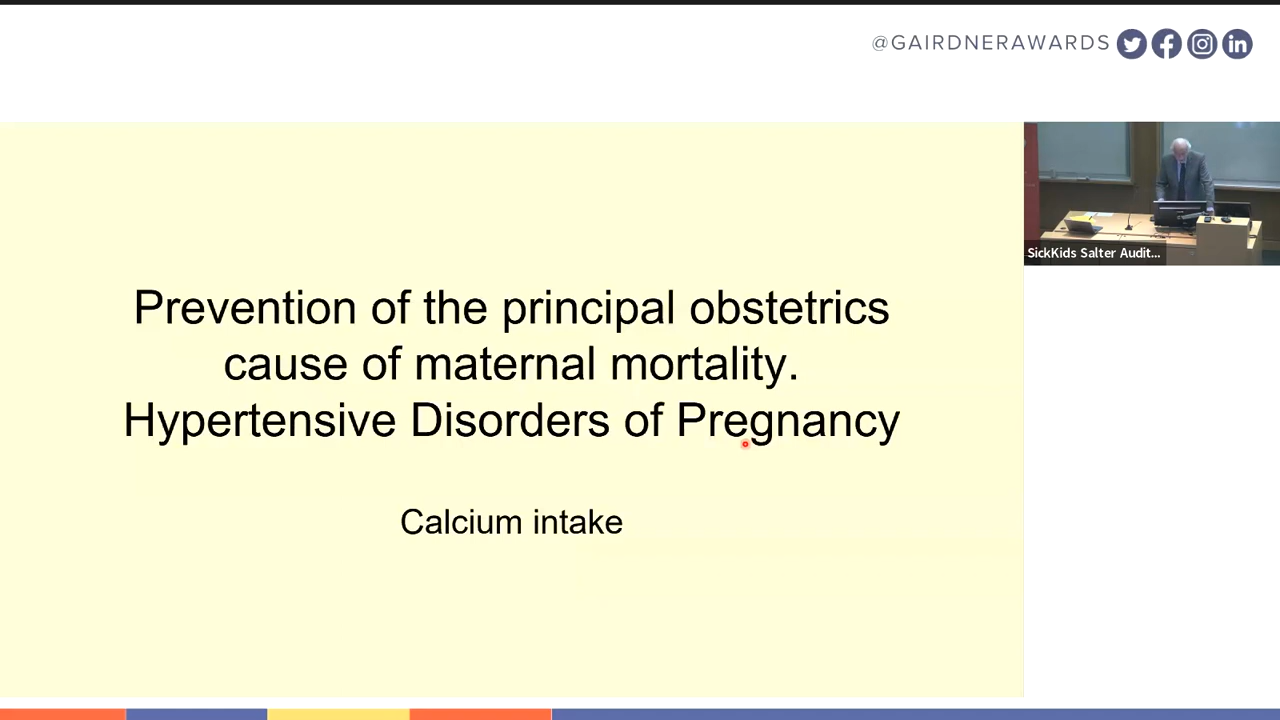 @GAIRDNERAWARDS
Prevention of the principal obstetrics
cause of maternal mortality.
Hypertensive Disorders of Pregnancy
Calcium intake
SickKids Salter Audit...